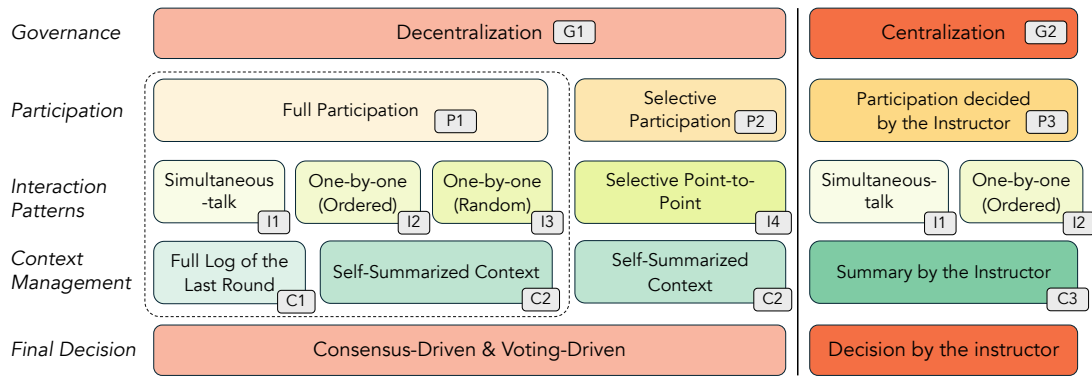 Governance
Decentralization G1
Centralization G2
Participation
Full Participation P1
Selective
Participation P2
Participation decided
by the Instructor P3
Interaction
Patterns
Simultaneous
-talk I1
One-by-one
(Ordered) I2
One-by-one
(Random) I3
Selective Point-to-
Point I4
Simultaneous-
talk I1
One-by-one
(Ordered) I2
Context
Management
Full Log of the
Last Round C1
Self-Summarized Context C2
Self-Summarized
Context C2
Summary by the Instructor C3
Final Decision
Consensus-Driven & Voting-Driven
Decision by the instructor